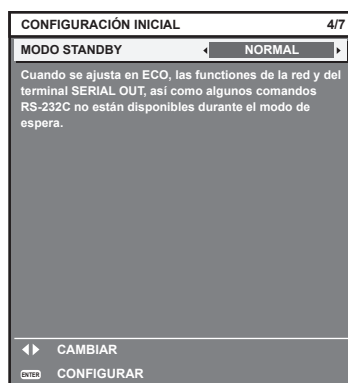 CONFIGURACIÓN INICIAL 4/7
MODO STANDBY NORMAL
Cuando se ajusta en ECO, las functiones de la red y del
terminal SERIAL OUT, así como algunos comandos
RS-232C no están disponibles durante el modo de
espera.
CAMBIAR
ENTER CONFIGURAR